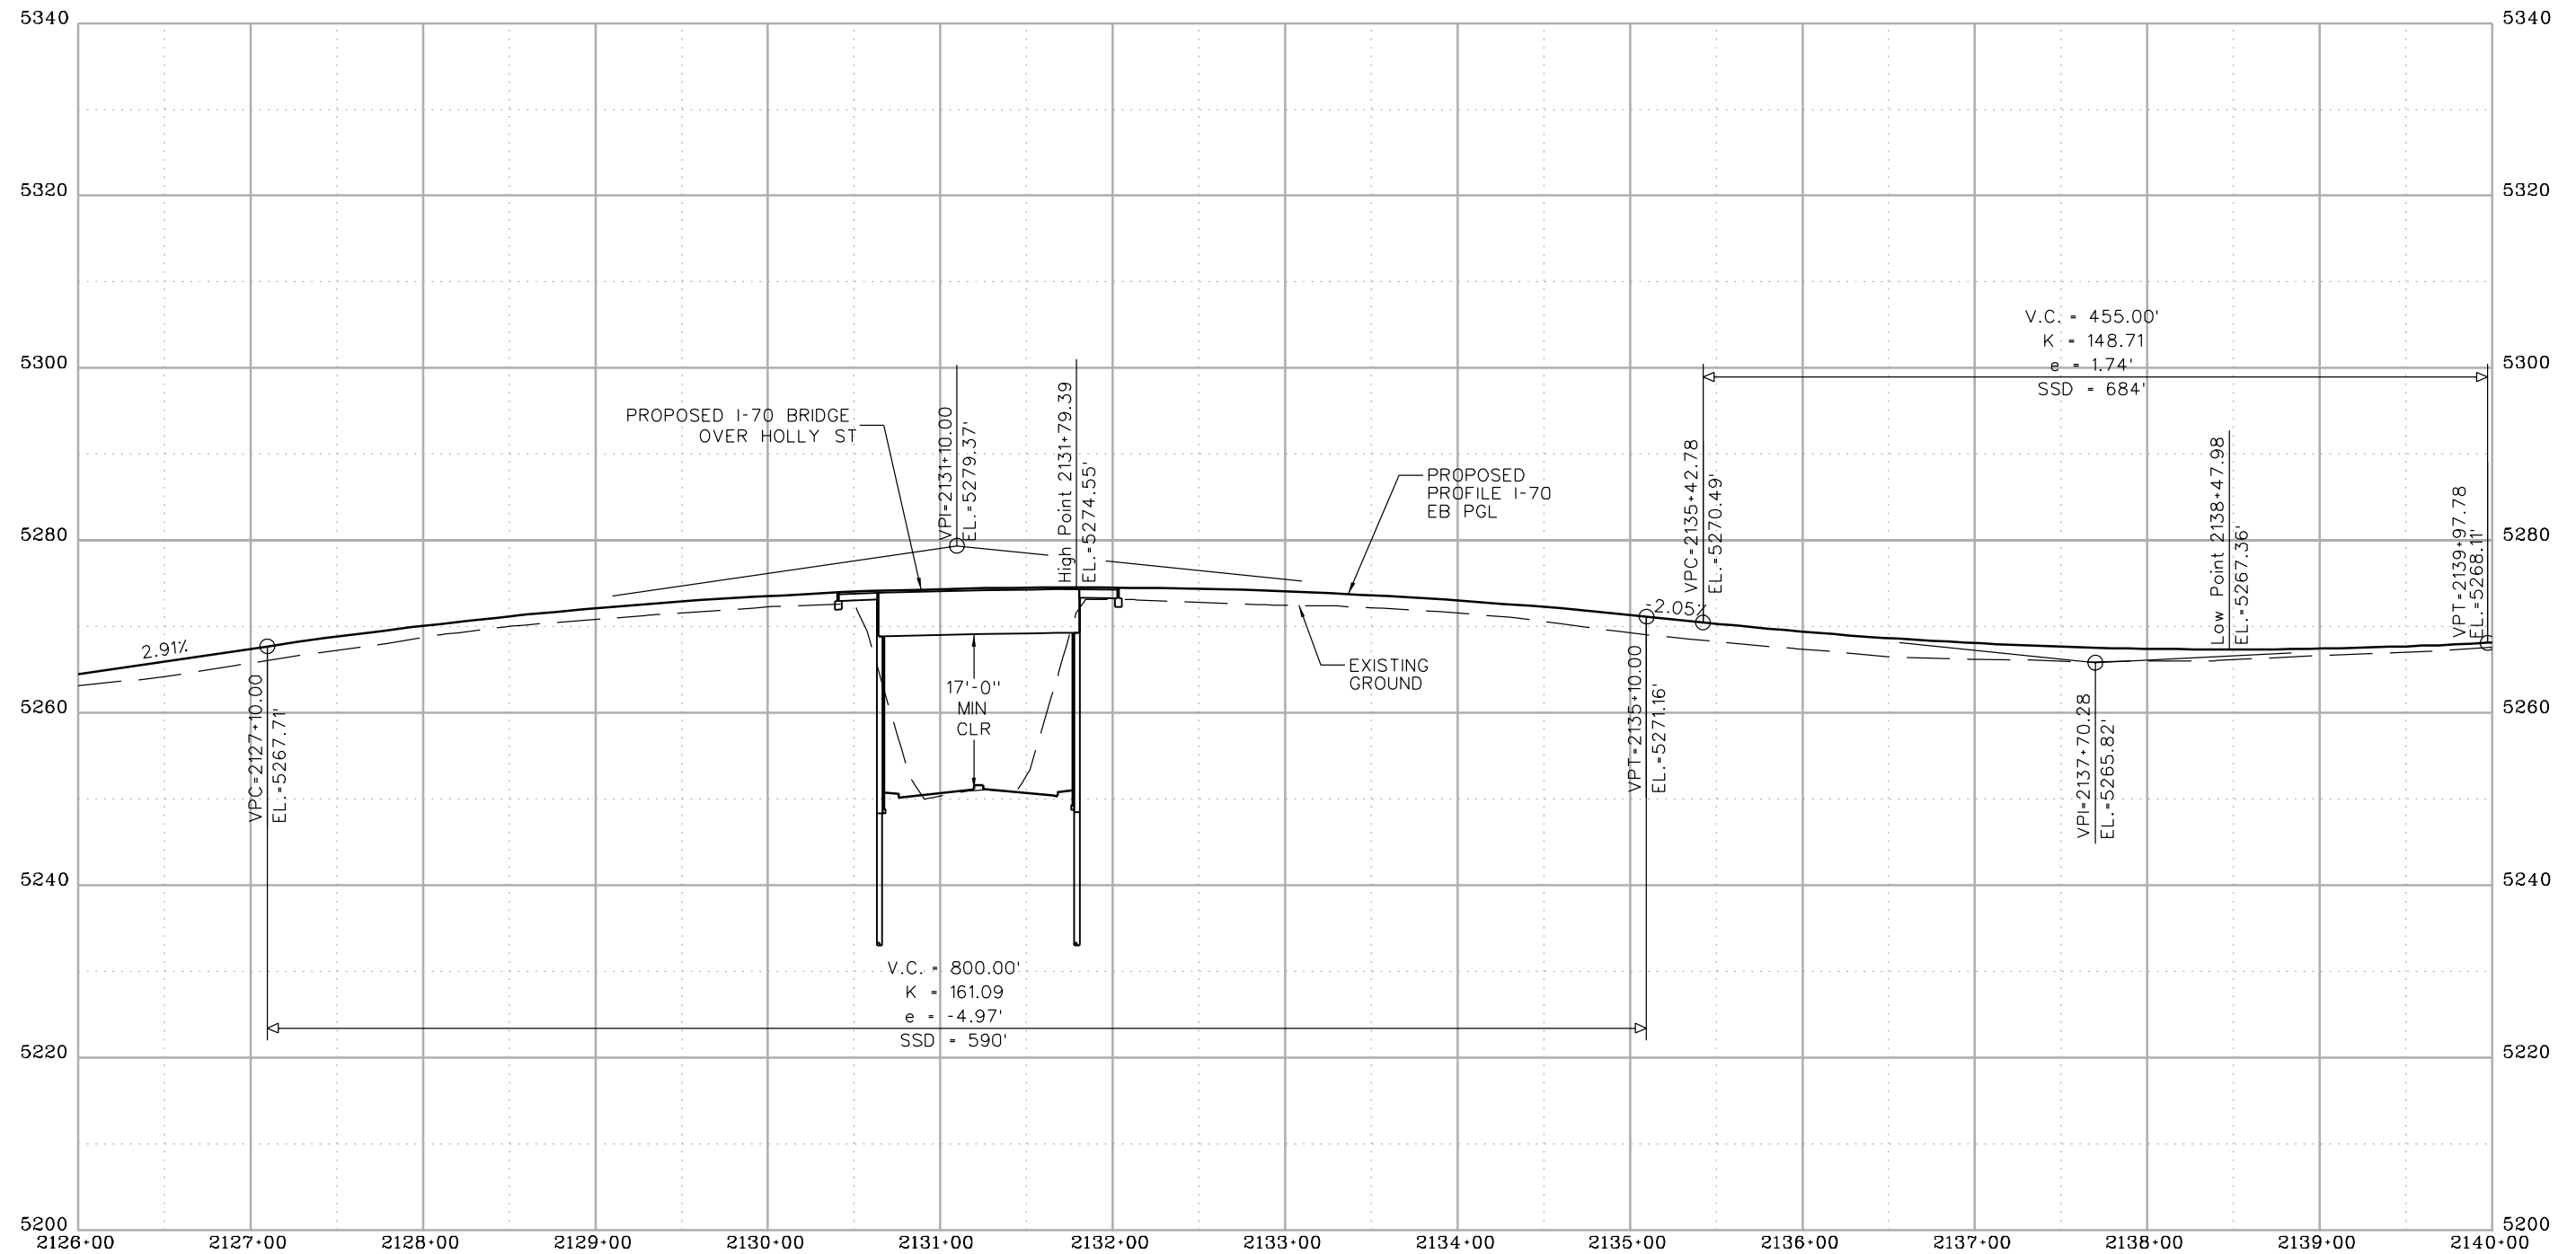 5340
5340
5320
5320
V.C. = 455.00'
K = 148.71
e = 1.74'
SSD = 684'
5300
5300
PROPOSED I-70 BRIDGE
OVER HOLLY ST
VPI=2131+10.00
EL.=5279.37'
High Point 2131+79.39
EL.=5274.55'
PROPOSED
PROFILE I-70
EB PGL
VPC=2135+42.78
EL.=5270.49'
Low Point 2138+47.98
EL.=5267.36'
VPT=2139+97.78
EL.=5268.11'
5280
5280
2.91%
-2.05%
EXISTING
GROUND
17'-0"
MIN
CLR
VPC=2127+10.00
EL.=5267.71'
VPT=2135+10.00
EL.=5271.16'
VPI=2137+70.28
EL.=5265.82'
5260
5260
5240
5240
V.C. = 800.00'
K = 161.09
e = -4.97'
SSD = 590'
5220
5220
5200
5200
2126+00 2127+00 2128+00 2129+00 2130+00 2131+00 2132+00 2133+00 2134+00 2135+00 2136+00 2137+00 2138+00 2139+00 2140+00